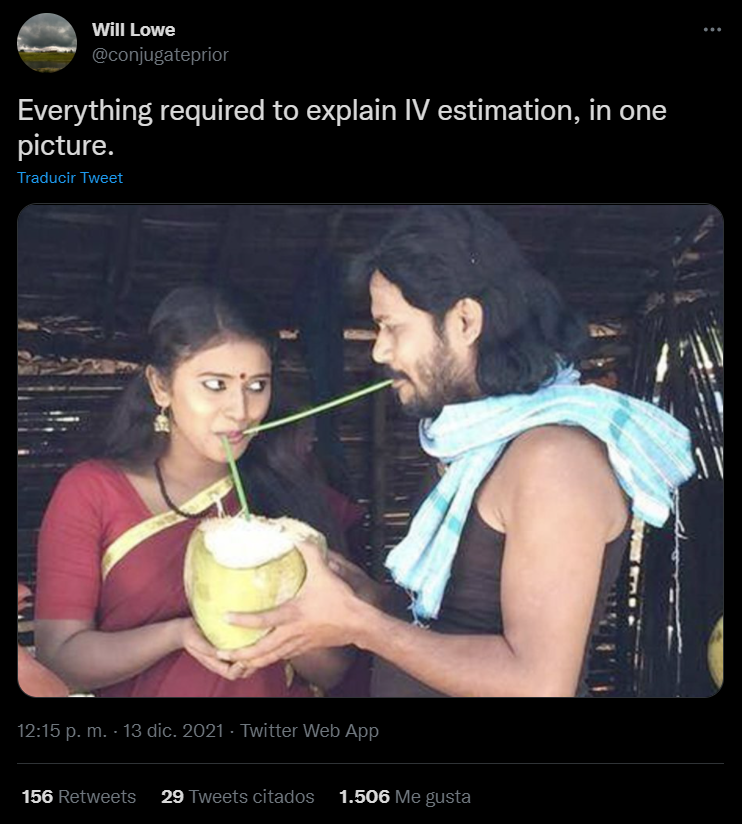 Will Lowe
@conjugateprior
Everything required to explain IV estimation, in one
picture.
Traducir Tweet
12:15 p. m. · 13 dic. 2021 · Twitter Web App
156 Retweets 29 Tweets citados 1.506 Me gusta